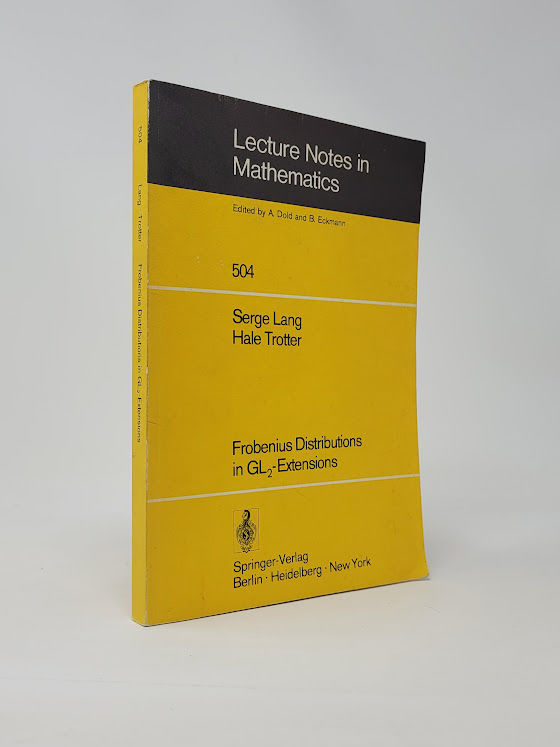 504 Lang · Trotter Frobenius Distributions in GL₂-Extensions
Lecture Notes in
Mathematics
Edited by A. Dold and B. Eckmann
504
Serge Lang
Hale Trotter
Frobenius Distributions
in GL₂-Extensions
Springer-Verlag
Berlin · Heidelberg · New York